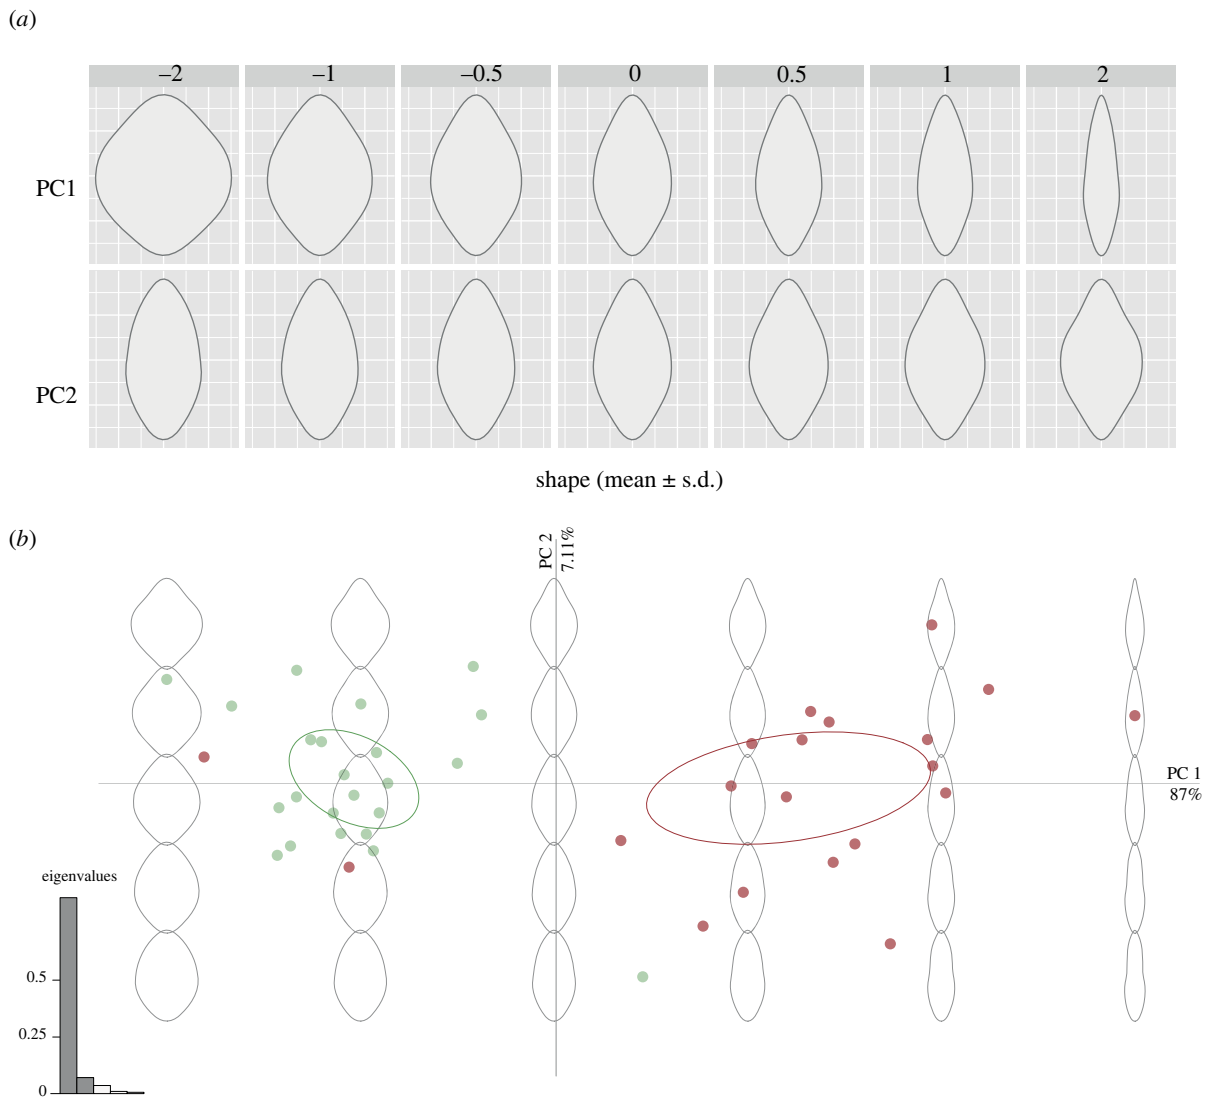 (a)
–2 –1 –0.5 0 0.5 1 2
PC1
PC2
shape (mean ± s.d.)
(b)
PC 2
7.11%
PC 1
87%
eigenvalues
0.5
0.25
0